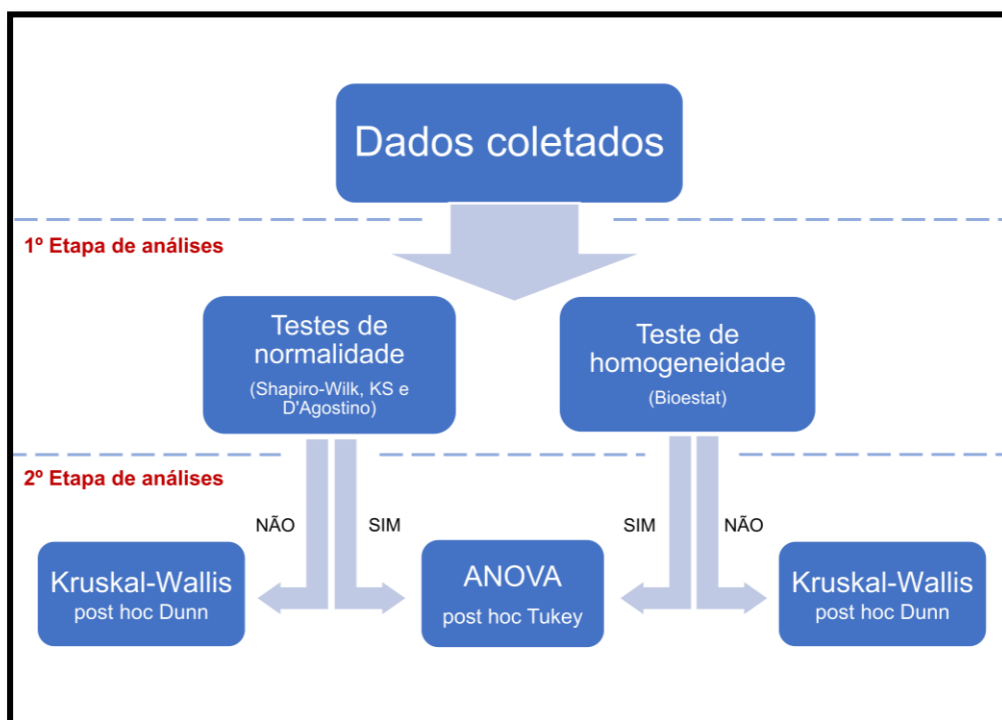 Dados coletados
1º Etapa de análises
Testes de
normalidade
(Shapiro-Wilk, KS e
D'Agostino)
Teste de
homogeneidade
(Bioestat)
2º Etapa de análises
NÃO
SIM
SIM
NÃO
Kruskal-Wallis
post hoc Dunn
ANOVA
post hoc Tukey
Kruskal-Wallis
post hoc Dunn